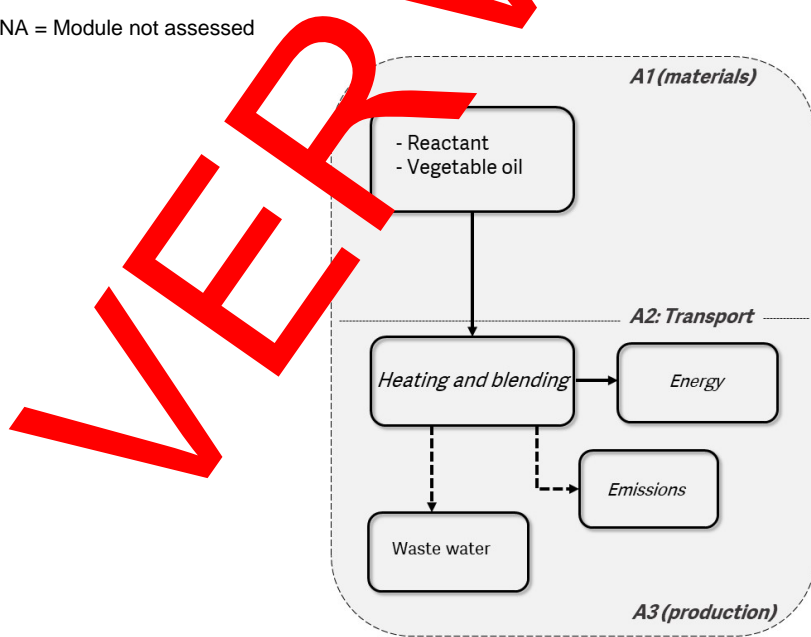 NA = Module not assessed
A1 (materials)
- Reactant
- Vegetable oil
A2: Transport
Heating and blending
Energy
Emissions
Waste water
A3 (production)
VER